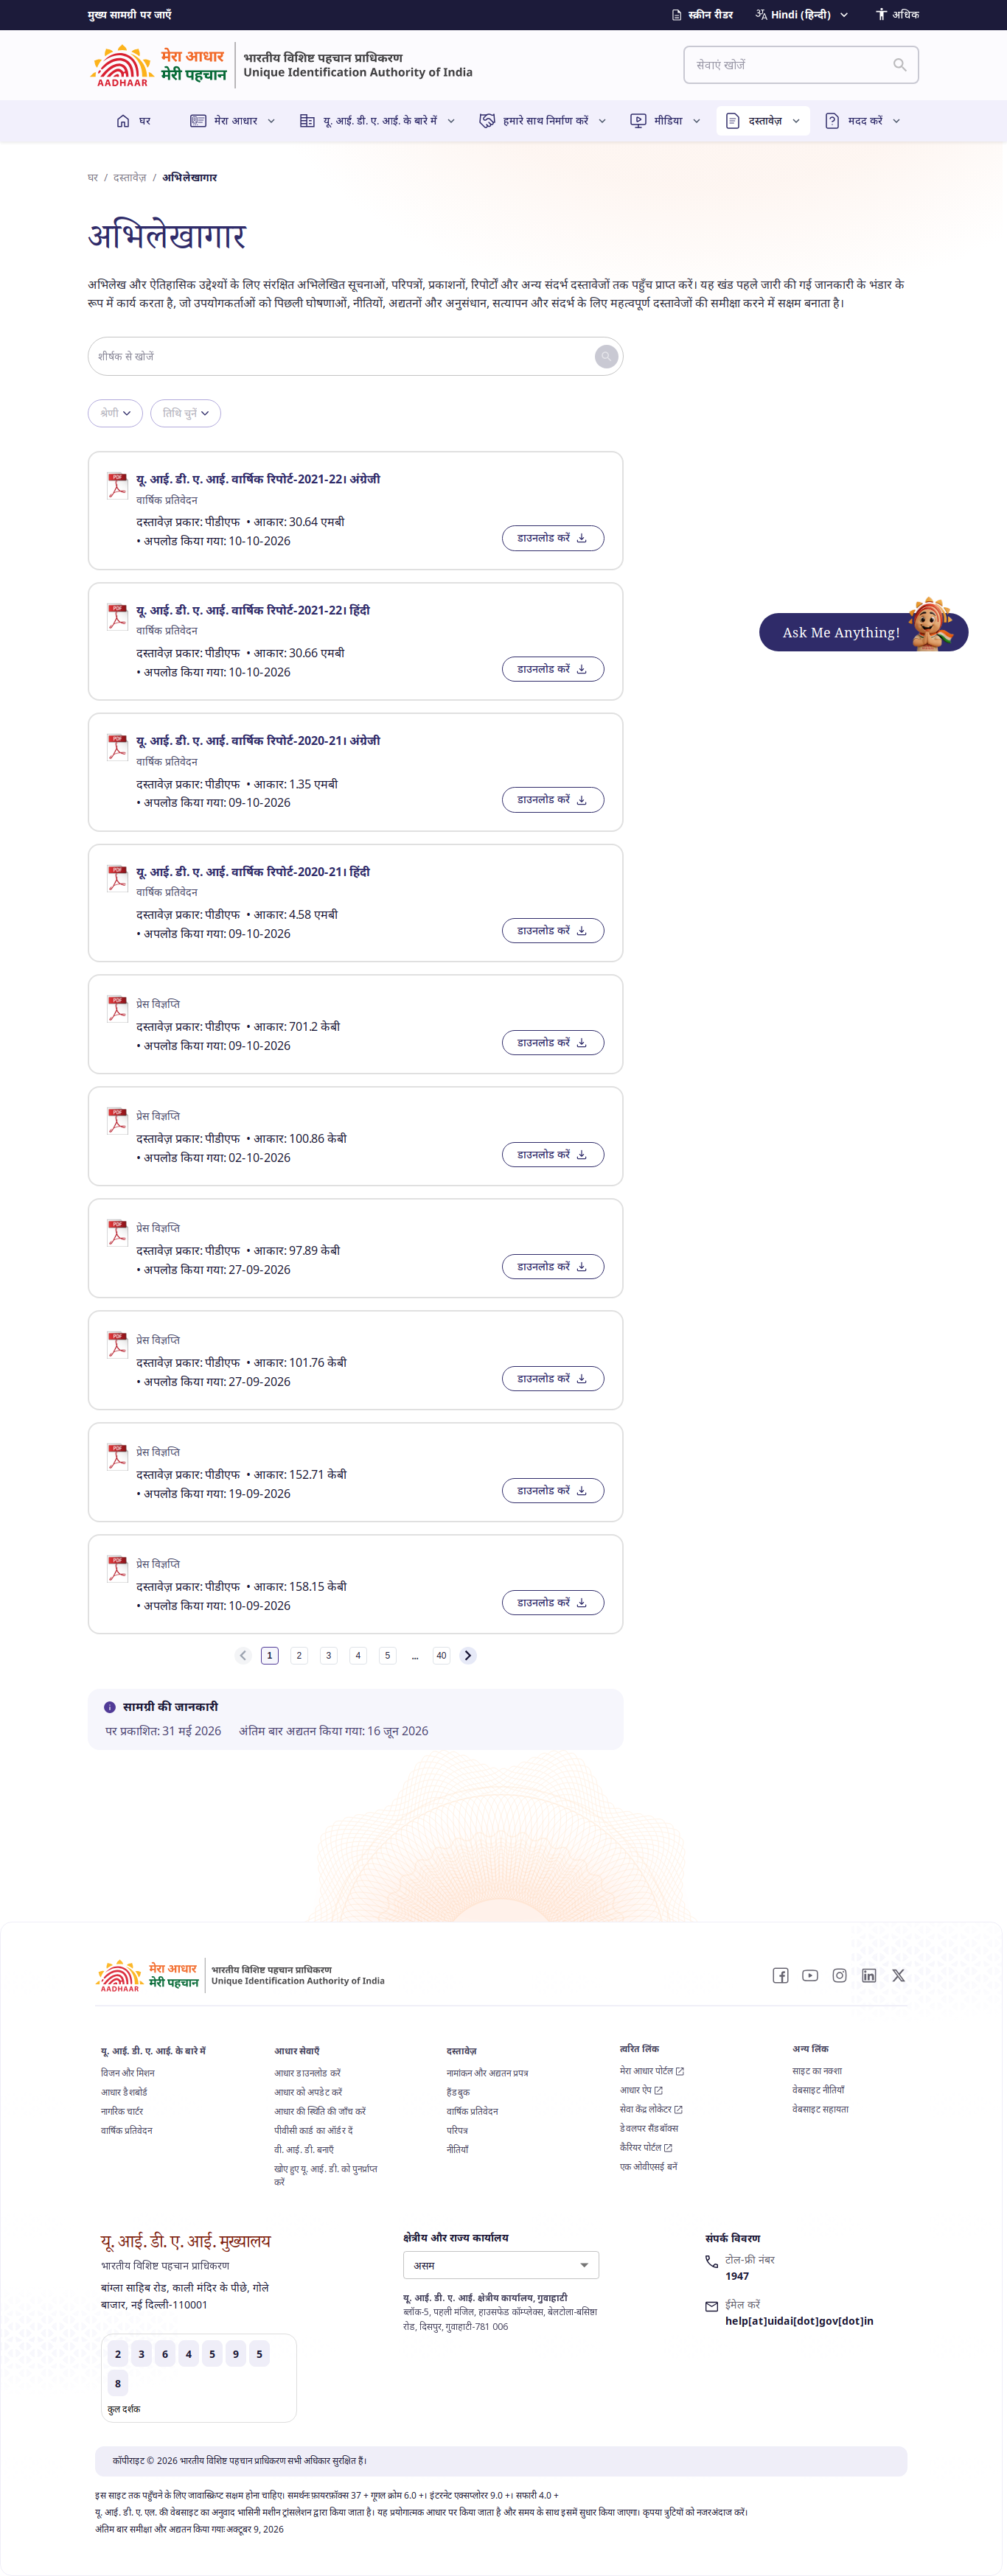 मुख्य सामग्री पर जाएँ
स्क्रीन रीडर
Hindi (हिन्दी)
अधिक
AADHAAR
मेरा आधार
मेरी पहचान
भारतीय विशिष्ट पहचान प्राधिकरण
Unique Identification Authority of India
सेवाएं खोजें
घर
मेरा आधार
यू. आई. डी. ए. आई. के बारे में
हमारे साथ निर्माण करें
मीडिया
दस्तावेज़
मदद करें
घर / दस्तावेज़ / अभिलेखागार
अभिलेखागार
अभिलेख और ऐतिहासिक उद्देश्यों के लिए संरक्षित अभिलेखित सूचनाओं, परिपत्रों, प्रकाशनों, रिपोर्टों और अन्य संदर्भ दस्तावेजों तक पहुँच प्राप्त करें। यह खंड पहले जारी की गई जानकारी के भंडार के
रूप में कार्य करता है, जो उपयोगकर्ताओं को पिछली घोषणाओं, नीतियों, अद्यतनों और अनुसंधान, सत्यापन और संदर्भ के लिए महत्वपूर्ण दस्तावेजों की समीक्षा करने में सक्षम बनाता है।
शीर्षक से खोजें
श्रेणी
तिथि चुनें
यू. आई. डी. ए. आई. वार्षिक रिपोर्ट-2021-22। अंग्रेजी
वार्षिक प्रतिवेदन
दस्तावेज़ प्रकार: पीडीएफ • आकार: 30.64 एमबी
• अपलोड किया गया: 10-10-2026
डाउनलोड करें
यू. आई. डी. ए. आई. वार्षिक रिपोर्ट-2021-22। हिंदी
वार्षिक प्रतिवेदन
दस्तावेज़ प्रकार: पीडीएफ • आकार: 30.66 एमबी
• अपलोड किया गया: 10-10-2026
डाउनलोड करें
Ask Me Anything!
यू. आई. डी. ए. आई. वार्षिक रिपोर्ट-2020-21। अंग्रेजी
वार्षिक प्रतिवेदन
दस्तावेज़ प्रकार: पीडीएफ • आकार: 1.35 एमबी
• अपलोड किया गया: 09-10-2026
डाउनलोड करें
यू. आई. डी. ए. आई. वार्षिक रिपोर्ट-2020-21। हिंदी
वार्षिक प्रतिवेदन
दस्तावेज़ प्रकार: पीडीएफ • आकार: 4.58 एमबी
• अपलोड किया गया: 09-10-2026
डाउनलोड करें
प्रेस विज्ञप्ति
दस्तावेज़ प्रकार: पीडीएफ • आकार: 701.2 केबी
• अपलोड किया गया: 09-10-2026
डाउनलोड करें
प्रेस विज्ञप्ति
दस्तावेज़ प्रकार: पीडीएफ • आकार: 100.86 केबी
• अपलोड किया गया: 02-10-2026
डाउनलोड करें
प्रेस विज्ञप्ति
दस्तावेज़ प्रकार: पीडीएफ • आकार: 97.89 केबी
• अपलोड किया गया: 27-09-2026
डाउनलोड करें
प्रेस विज्ञप्ति
दस्तावेज़ प्रकार: पीडीएफ • आकार: 101.76 केबी
• अपलोड किया गया: 27-09-2026
डाउनलोड करें
प्रेस विज्ञप्ति
दस्तावेज़ प्रकार: पीडीएफ • आकार: 152.71 केबी
• अपलोड किया गया: 19-09-2026
डाउनलोड करें
प्रेस विज्ञप्ति
दस्तावेज़ प्रकार: पीडीएफ • आकार: 158.15 केबी
• अपलोड किया गया: 10-09-2026
डाउनलोड करें
1 2 3 4 5 ... 40
सामग्री की जानकारी
पर प्रकाशित: 31 मई 2026 अंतिम बार अद्यतन किया गया: 16 जून 2026
AADHAAR
मेरा आधार
मेरी पहचान
भारतीय विशिष्ट पहचान प्राधिकरण
Unique Identification Authority of India
यू. आई. डी. ए. आई. के बारे में
विजन और मिशन
आधार डैशबोर्ड
नागरिक चार्टर
वार्षिक प्रतिवेदन
आधार सेवाएँ
आधार डाउनलोड करें
आधार को अपडेट करें
आधार की स्थिति की जाँच करें
पीवीसी कार्ड का ऑर्डर दें
वी. आई. डी. बनाएँ
खोए हुए यू. आई. डी. को पुनर्प्राप्त
करें
दस्तावेज़
नामांकन और अद्यतन प्रपत्र
हैंडबुक
वार्षिक प्रतिवेदन
परिपत्र
नीतियाँ
त्वरित लिंक
मेरा आधार पोर्टल
आधार ऐप
सेवा केंद्र लोकेटर
डेवलपर सैंडबॉक्स
कैरियर पोर्टल
एक ओवीएसई बनें
अन्य लिंक
साइट का नक्शा
वेबसाइट नीतियाँ
वेबसाइट सहायता
यू. आई. डी. ए. आई. मुख्यालय
भारतीय विशिष्ट पहचान प्राधिकरण
बांग्ला साहिब रोड, काली मंदिर के पीछे, गोले
बाजार, नई दिल्ली-110001
2 3 6 4 5 9 5
8
कुल दर्शक
क्षेत्रीय और राज्य कार्यालय
असम
यू. आई. डी. ए. आई. क्षेत्रीय कार्यालय, गुवाहाटी
ब्लॉक-5, पहली मंजिल, हाउसफेड कॉम्प्लेक्स, बेलटोला-बसिष्ठा
रोड, दिसपुर, गुवाहाटी-781 006
संपर्क विवरण
टोल-फ्री नंबर
1947
ईमेल करें
help[at]uidai[dot]gov[dot]in
कॉपीराइट © 2026 भारतीय विशिष्ट पहचान प्राधिकरण सभी अधिकार सुरक्षित हैं।
इस साइट तक पहुँचने के लिए जावास्क्रिप्ट सक्षम होना चाहिए। समर्थनः फ़ायरफ़ॉक्स 37 + गूगल क्रोम 6.0 +। इंटरनेट एक्सप्लोरर 9.0 +। सफारी 4.0 +
यू. आई. डी. ए. एल. की वेबसाइट का अनुवाद भासिनी मशीन ट्रांसलेशन द्वारा किया जाता है। यह प्रयोगात्मक आधार पर किया जाता है और समय के साथ इसमें सुधार किया जाएगा। कृपया त्रुटियों को नजरअंदाज करें।
अंतिम बार समीक्षा और अद्यतन किया गयाःअक्टूबर 9, 2026